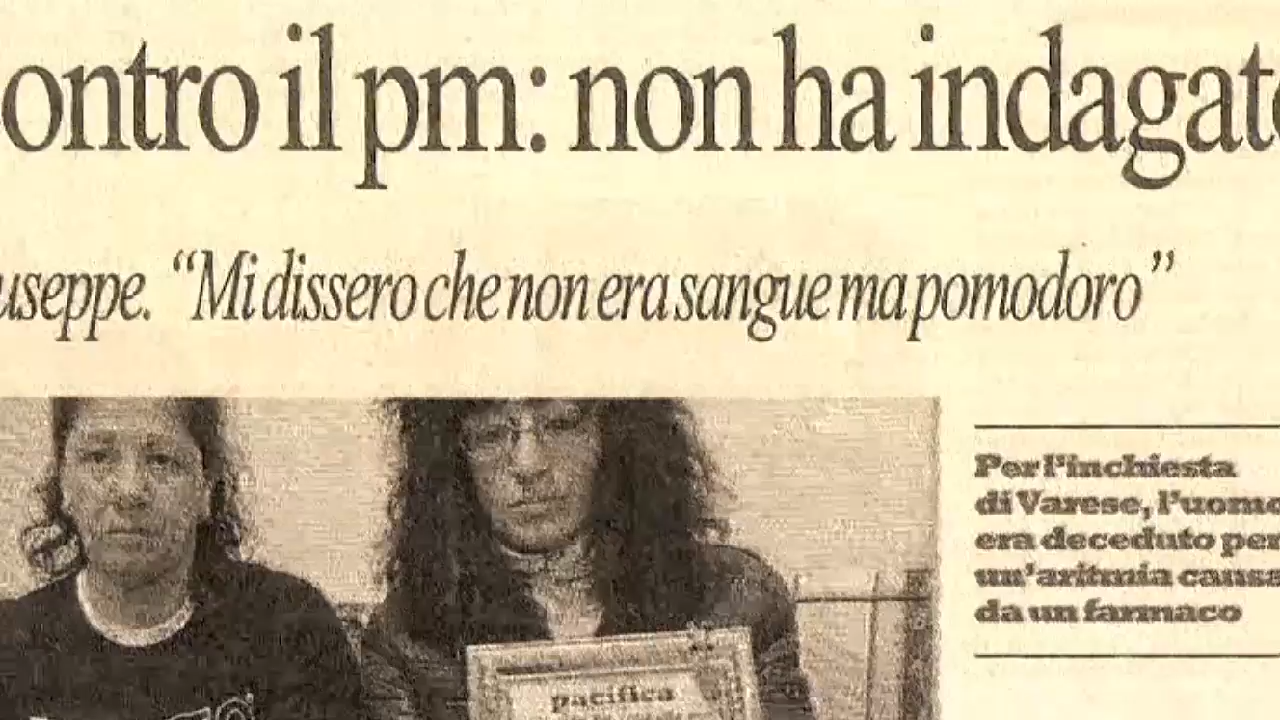 ontro il pm: non ha indagato
useppe. “Mi dissero che non era sangue ma pomodoro”
Per l'inchiesta
di Varese, l'uomo
era deceduto per
un'aritmia causa
da un farmaco
pacifica